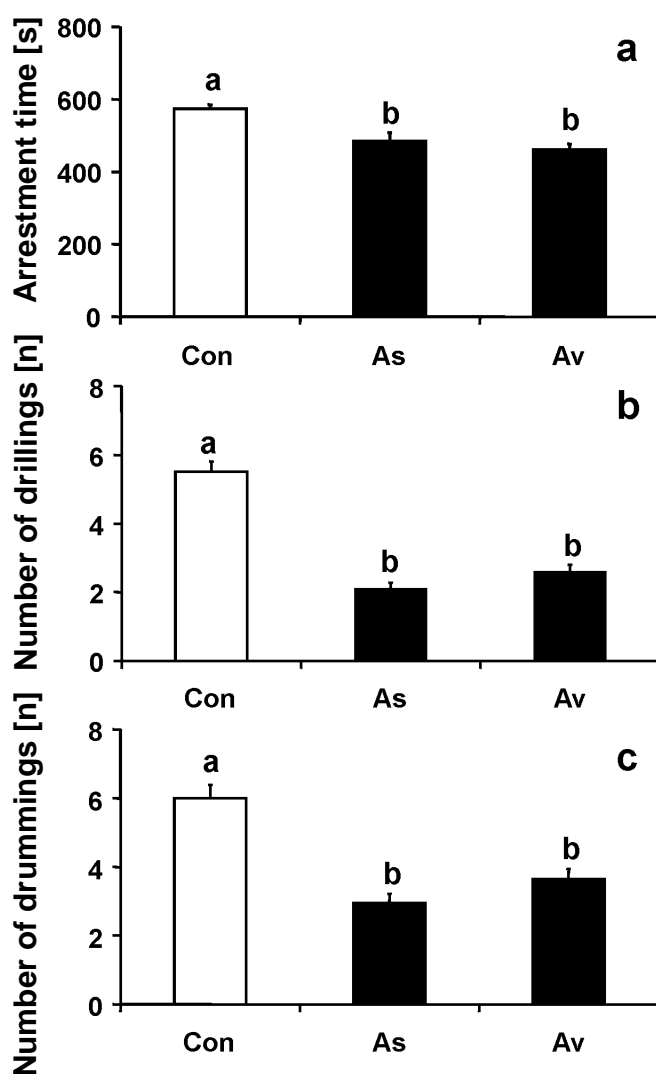 Arrestment time [s]
800
600
400
200
0
a
a
b
b
Con
As
Av
Number of drillings [n]
8
6
4
2
0
b
a
b
b
Con
As
Av
Number of drummings [n]
8
6
4
2
0
c
a
b
b
Con
As
Av